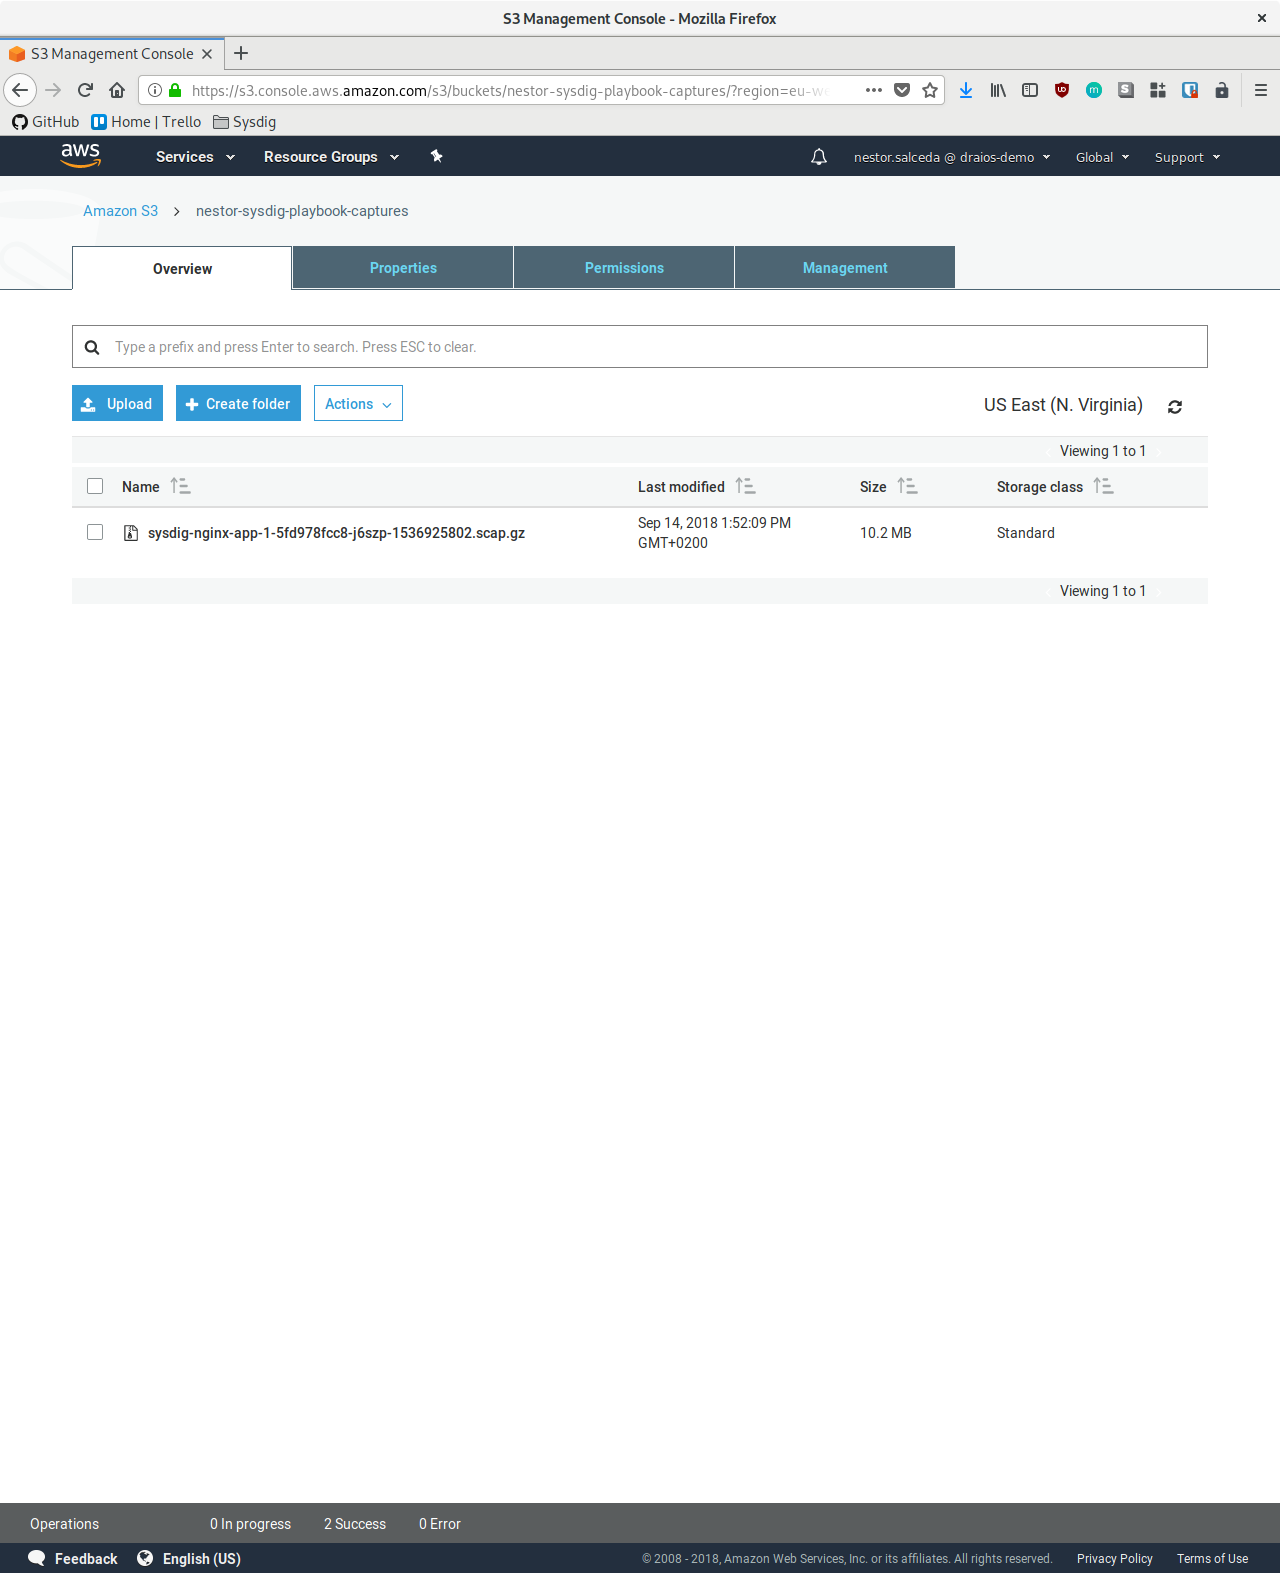 S3 Management Console - Mozilla Firefox
S3 Management Console
https://s3.console.aws.amazon.com/s3/buckets/nestor-sysdig-playbook-captures/?region=eu-we
GitHub Home | Trello Sysdig
aws Services Resource Groups nestor.salceda @ draios-demo Global Support
Amazon S3 > nestor-sysdig-playbook-captures
Overview Properties Permissions Management
Type a prefix and press Enter to search. Press ESC to clear.
Upload Create folder Actions US East (N. Virginia)
Viewing 1 to 1
Name Last modified Size Storage class
sysdig-nginx-app-1-5fd978fcc8-j6szp-1536925802.scap.gz Sep 14, 2018 1:52:09 PM GMT+0200 10.2 MB Standard
Viewing 1 to 1
Operations 0 In progress 2 Success 0 Error
Feedback English (US) © 2008 - 2018, Amazon Web Services, Inc. or its affiliates. All rights reserved. Privacy Policy Terms of Use